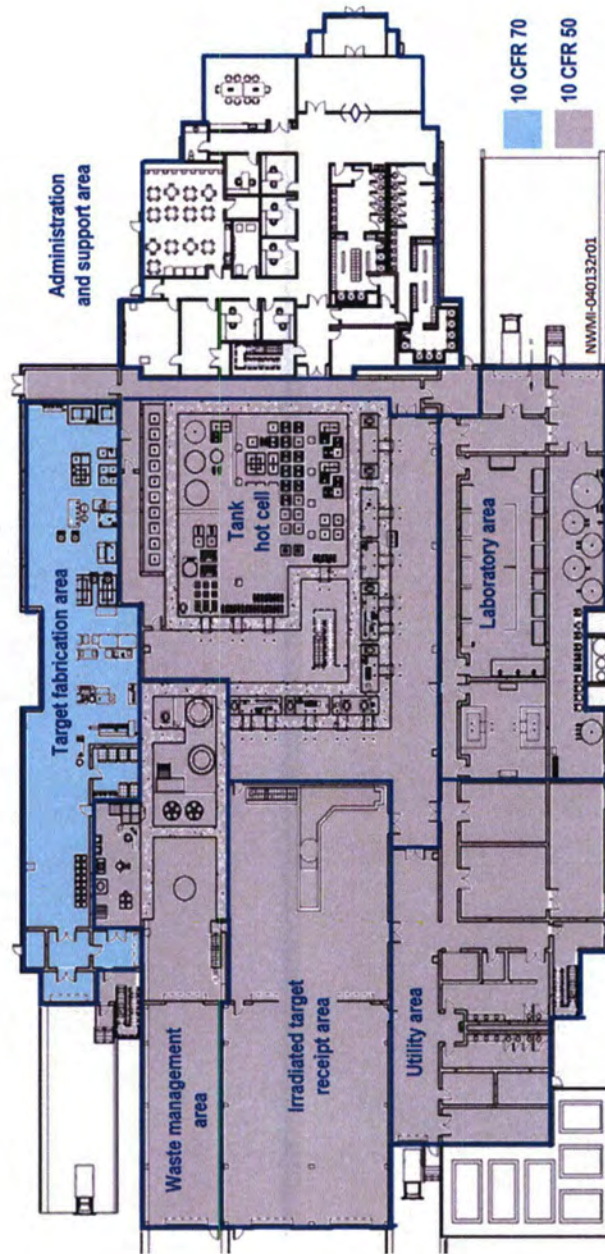 Administration
and support area
10 CFR 70
10 CFR 50
NWMI-040132r01
Target fabrication area
Tank
hot cell
Laboratory area
Waste management
area
Irradiated target
receipt area
Utility area